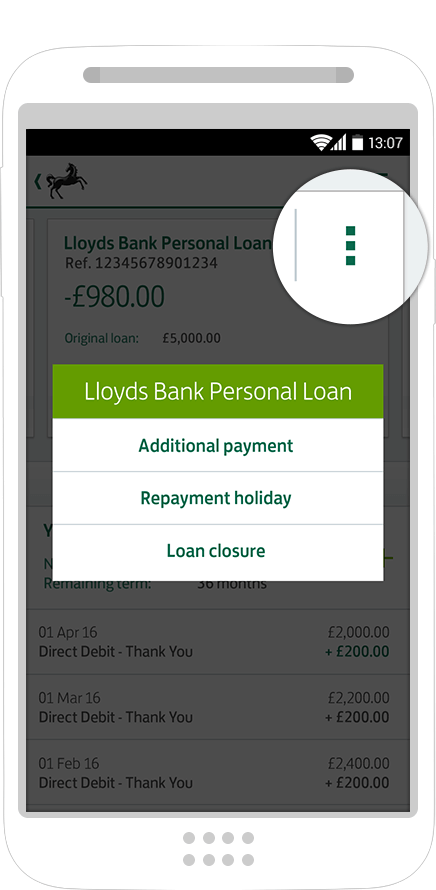 13:07
Lloyds Bank Personal Loan
Ref. 12345678901234
-£980.00
Original loan: £5,000.00
Lloyds Bank Personal Loan
Additional payment
Repayment holiday
Loan closure
Remaining term: 36 months
01 Apr 16 £2,000.00
Direct Debit - Thank You + £200.00
01 Mar 16 £2,200.00
Direct Debit - Thank You + £200.00
01 Feb 16 £2,400.00
Direct Debit - Thank You + £200.00